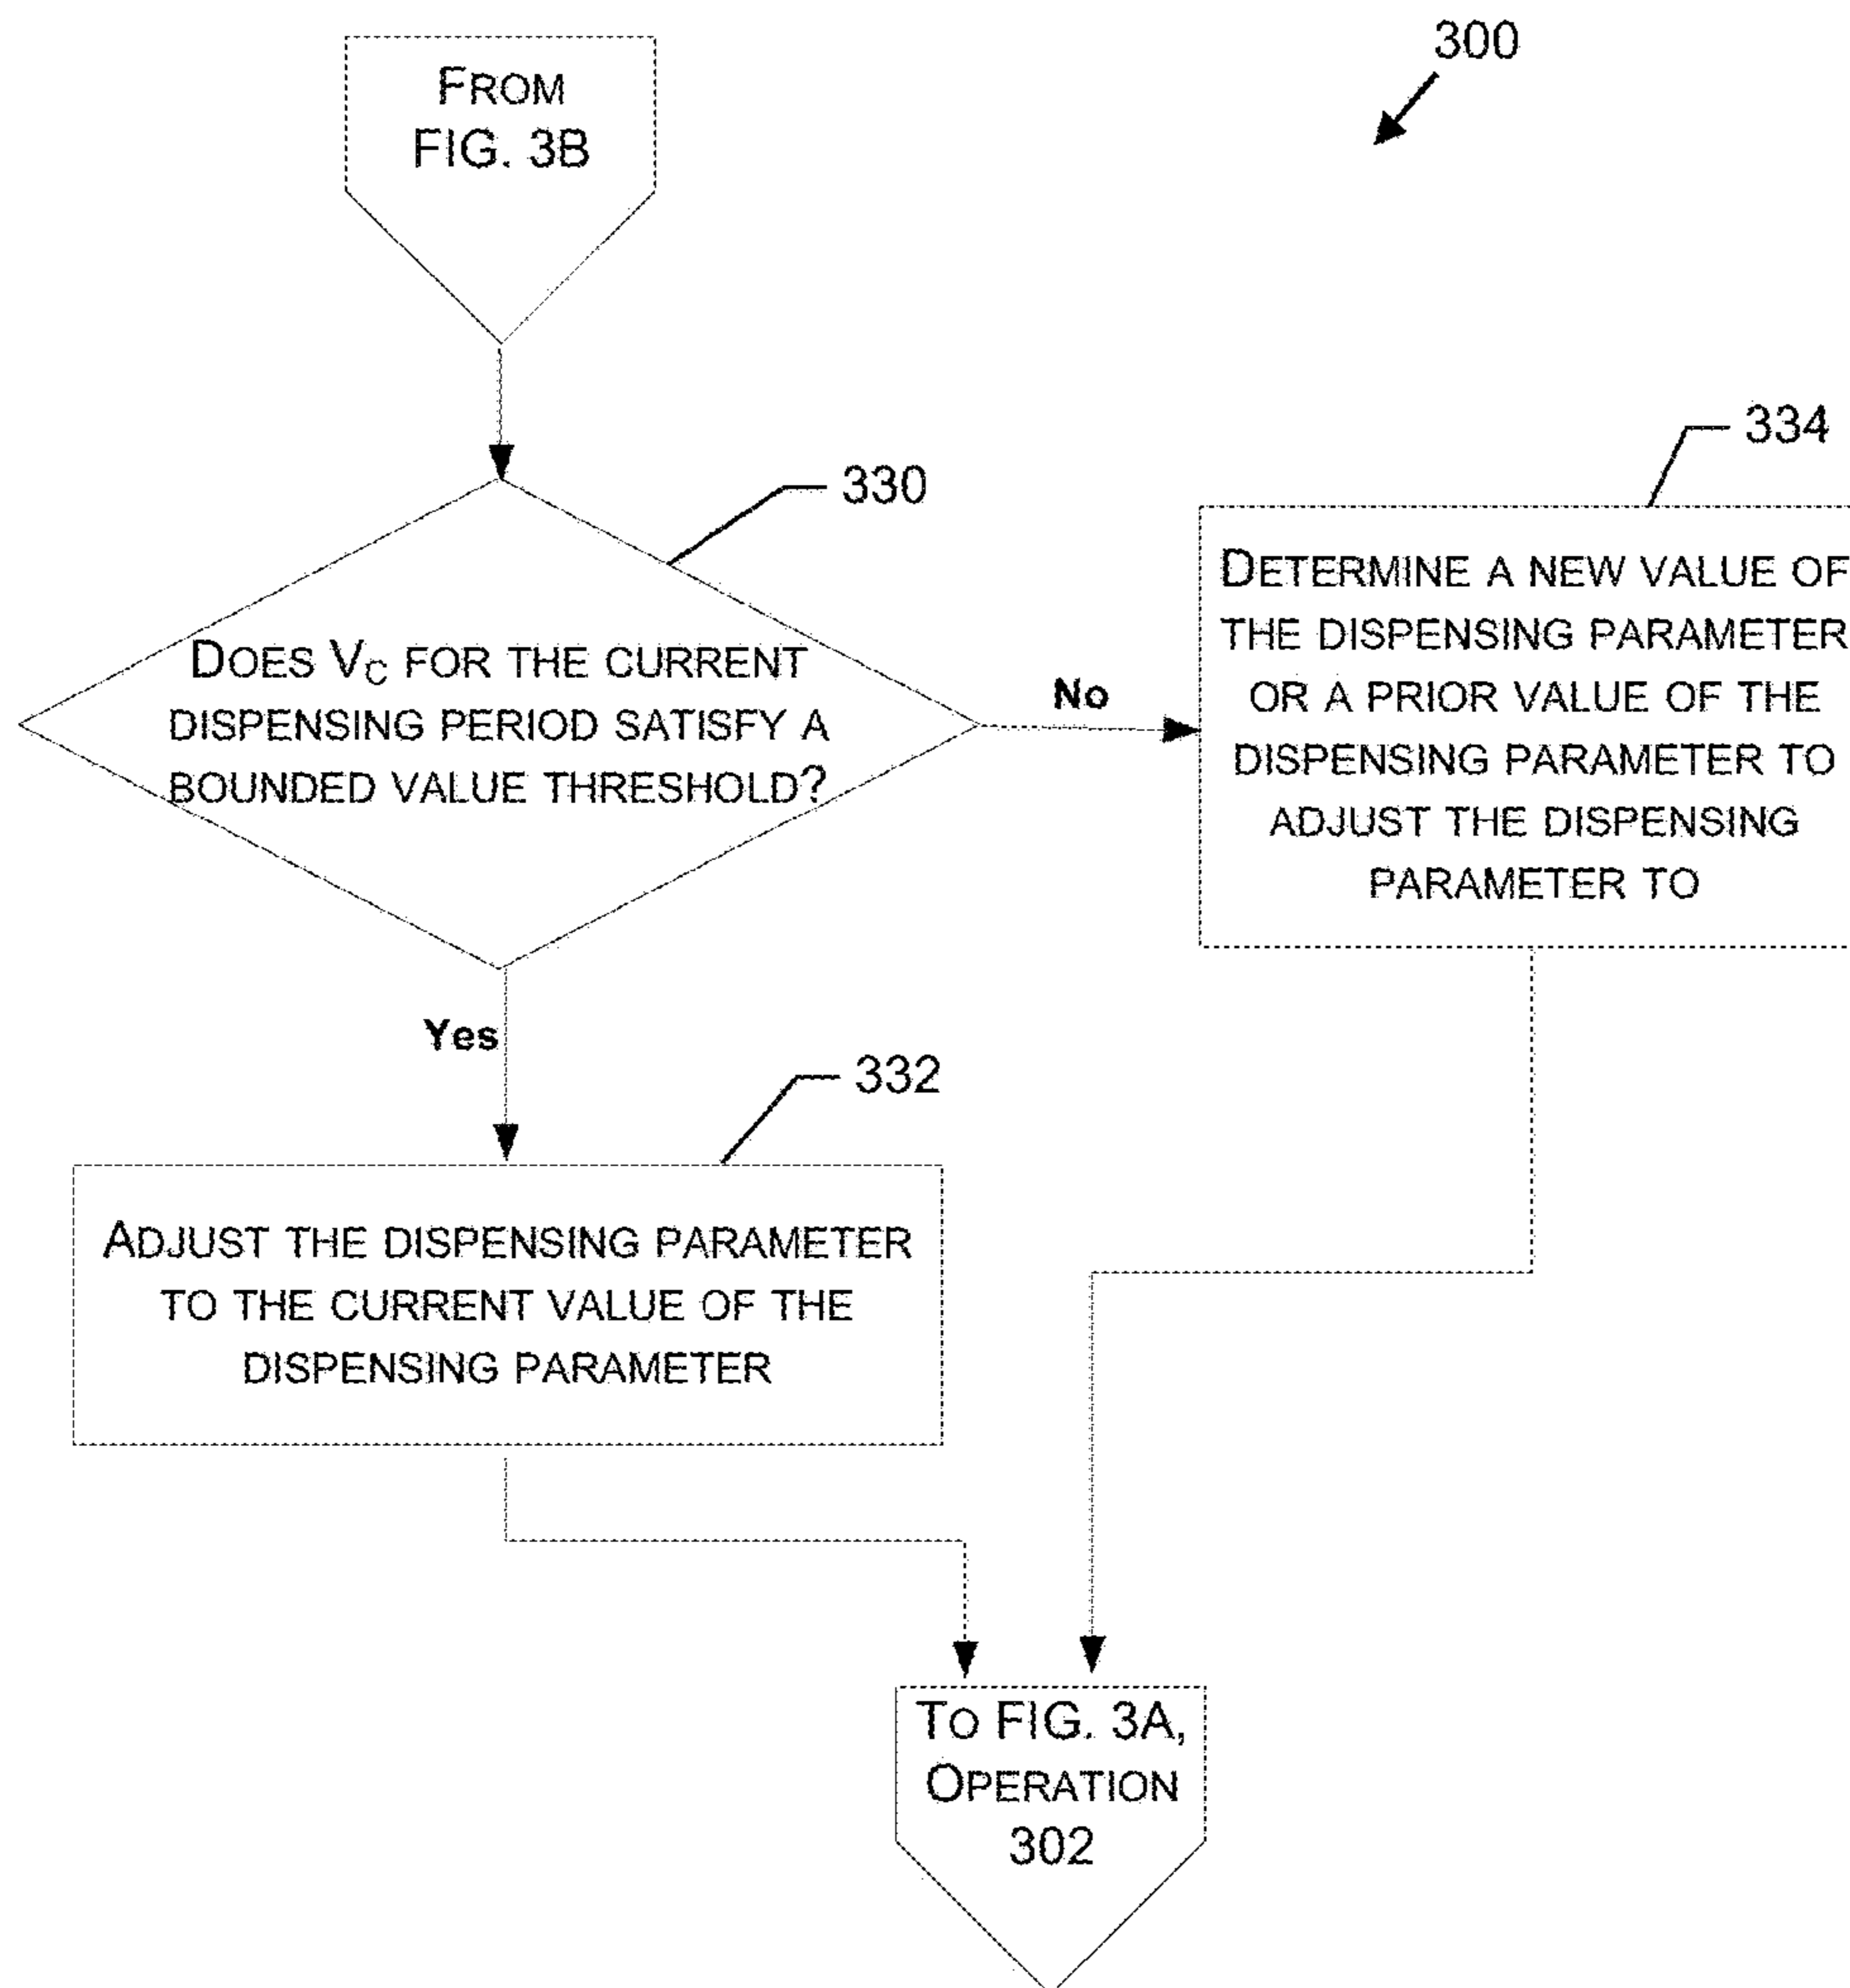 300
FROM
FIG. 3B
330
DOES VC FOR THE CURRENT
DISPENSING PERIOD SATISFY A
BOUNDED VALUE THRESHOLD?
No
Yes
334
DETERMINE A NEW VALUE OF
THE DISPENSING PARAMETER
OR A PRIOR VALUE OF THE
DISPENSING PARAMETER TO
ADJUST THE DISPENSING
PARAMETER TO
332
ADJUST THE DISPENSING PARAMETER
TO THE CURRENT VALUE OF THE
DISPENSING PARAMETER
TO FIG. 3A,
OPERATION
302